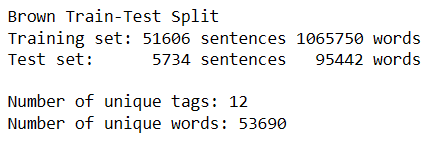 Brown Train-Test Split
Training set: 51606 sentences 1065750 words
Test set: 5734 sentences 95442 words
Number of unique tags: 12
Number of unique words: 53690